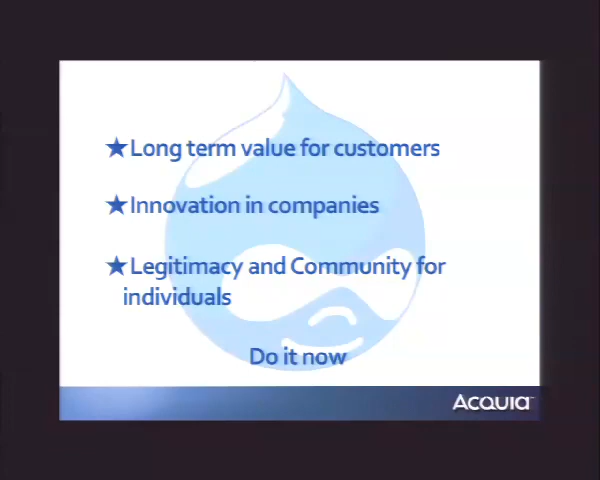 ★Long term value for customers
★Innovation in companies
★Legitimacy and Community for
individuals
Do it now
Acquia